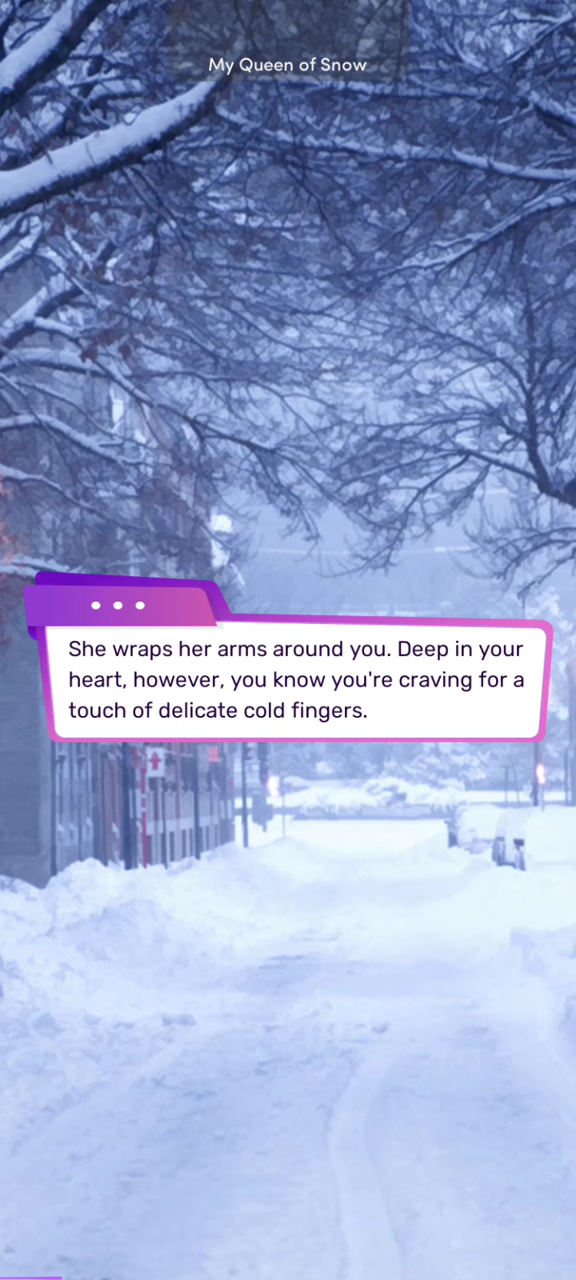 My Queen of Snow
She wraps her arms around you. Deep in your
heart, however, you know you're craving for a
touch of delicate cold fingers.